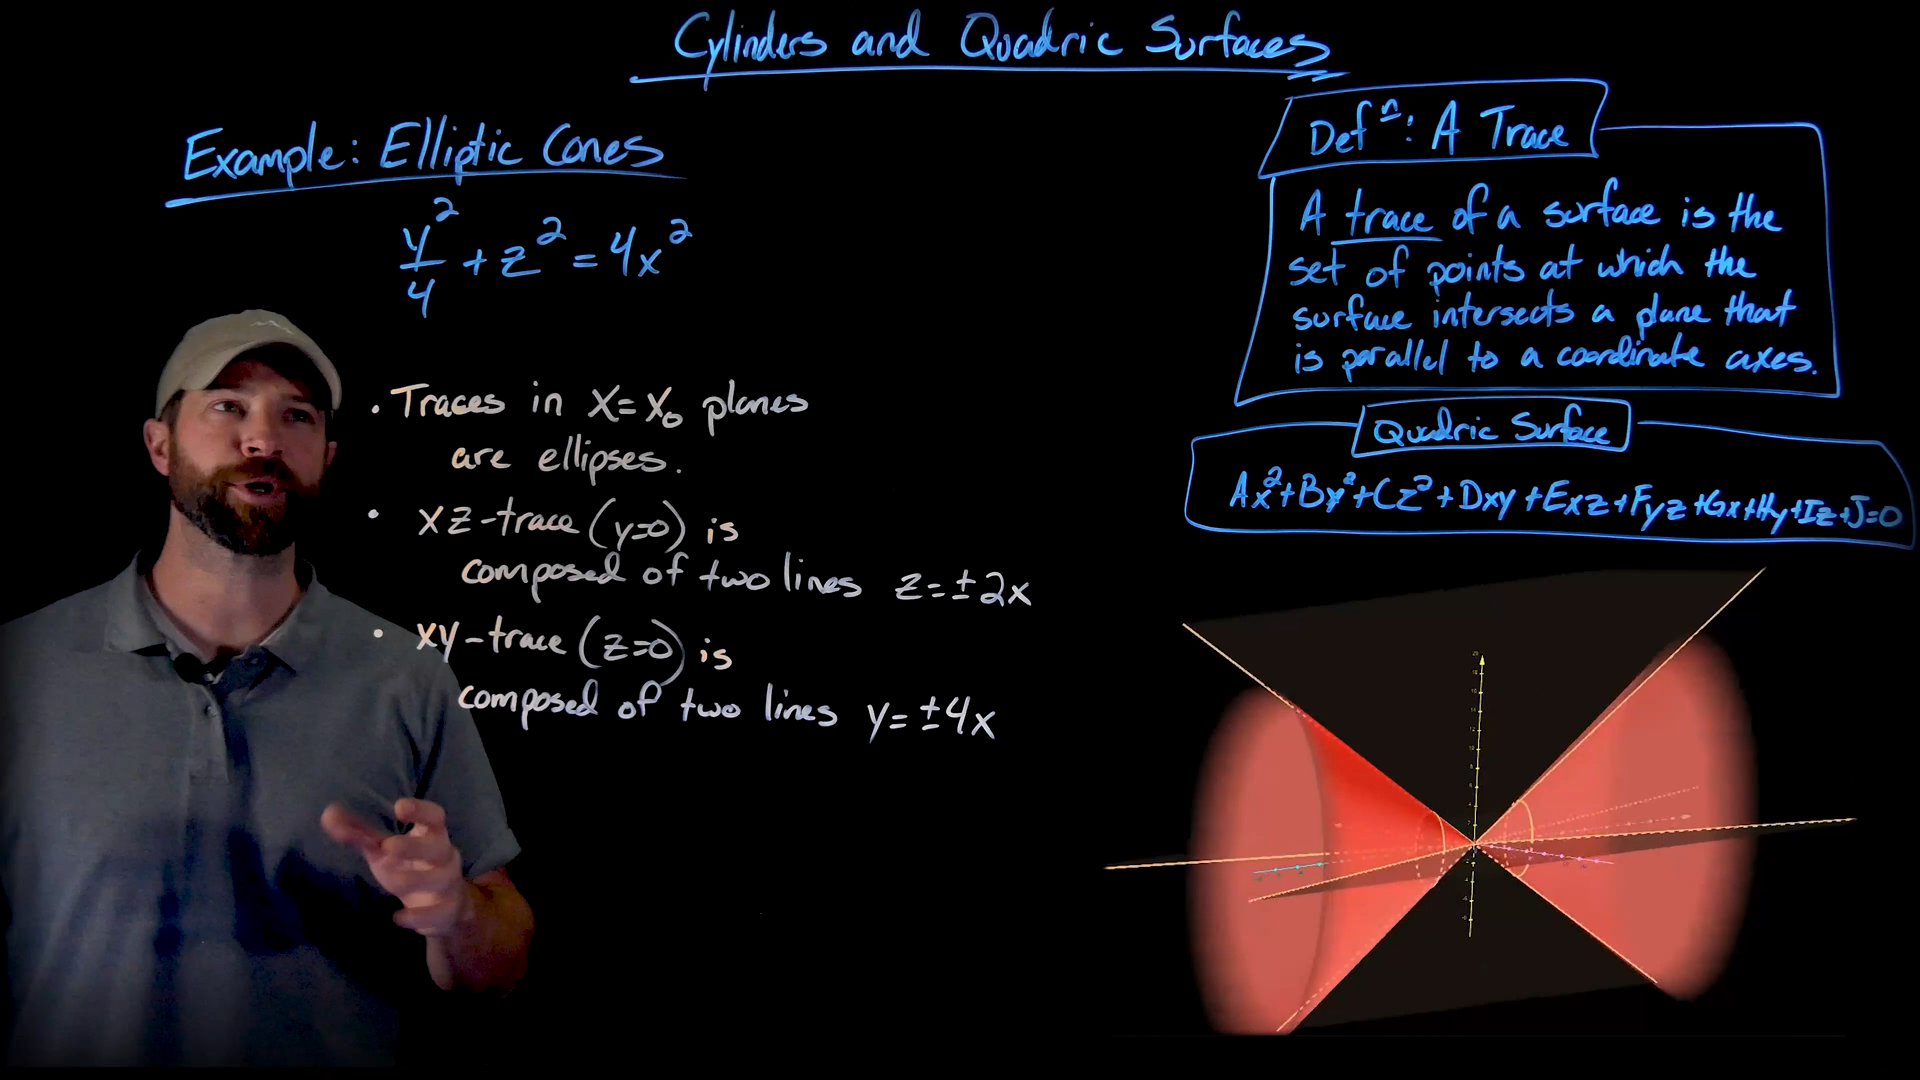 Cylinders and Quadric Surfaces
Example: Elliptic Cones
y²/4 + z² = 4x²
• Traces in x=x₀ planes
are ellipses.
• xz-trace (y=0) is
composed of two lines z=±2x
• xy-trace (z=0) is
composed of two lines y=±4x
Defⁿ: A Trace
A trace of a surface is the
set of points at which the
surface intersects a plane that
is parallel to a coordinate axes.
Quadric Surface
Ax²+By²+Cz²+Dxy+Exz+Fyz+Gx+Hy+Iz+J=0